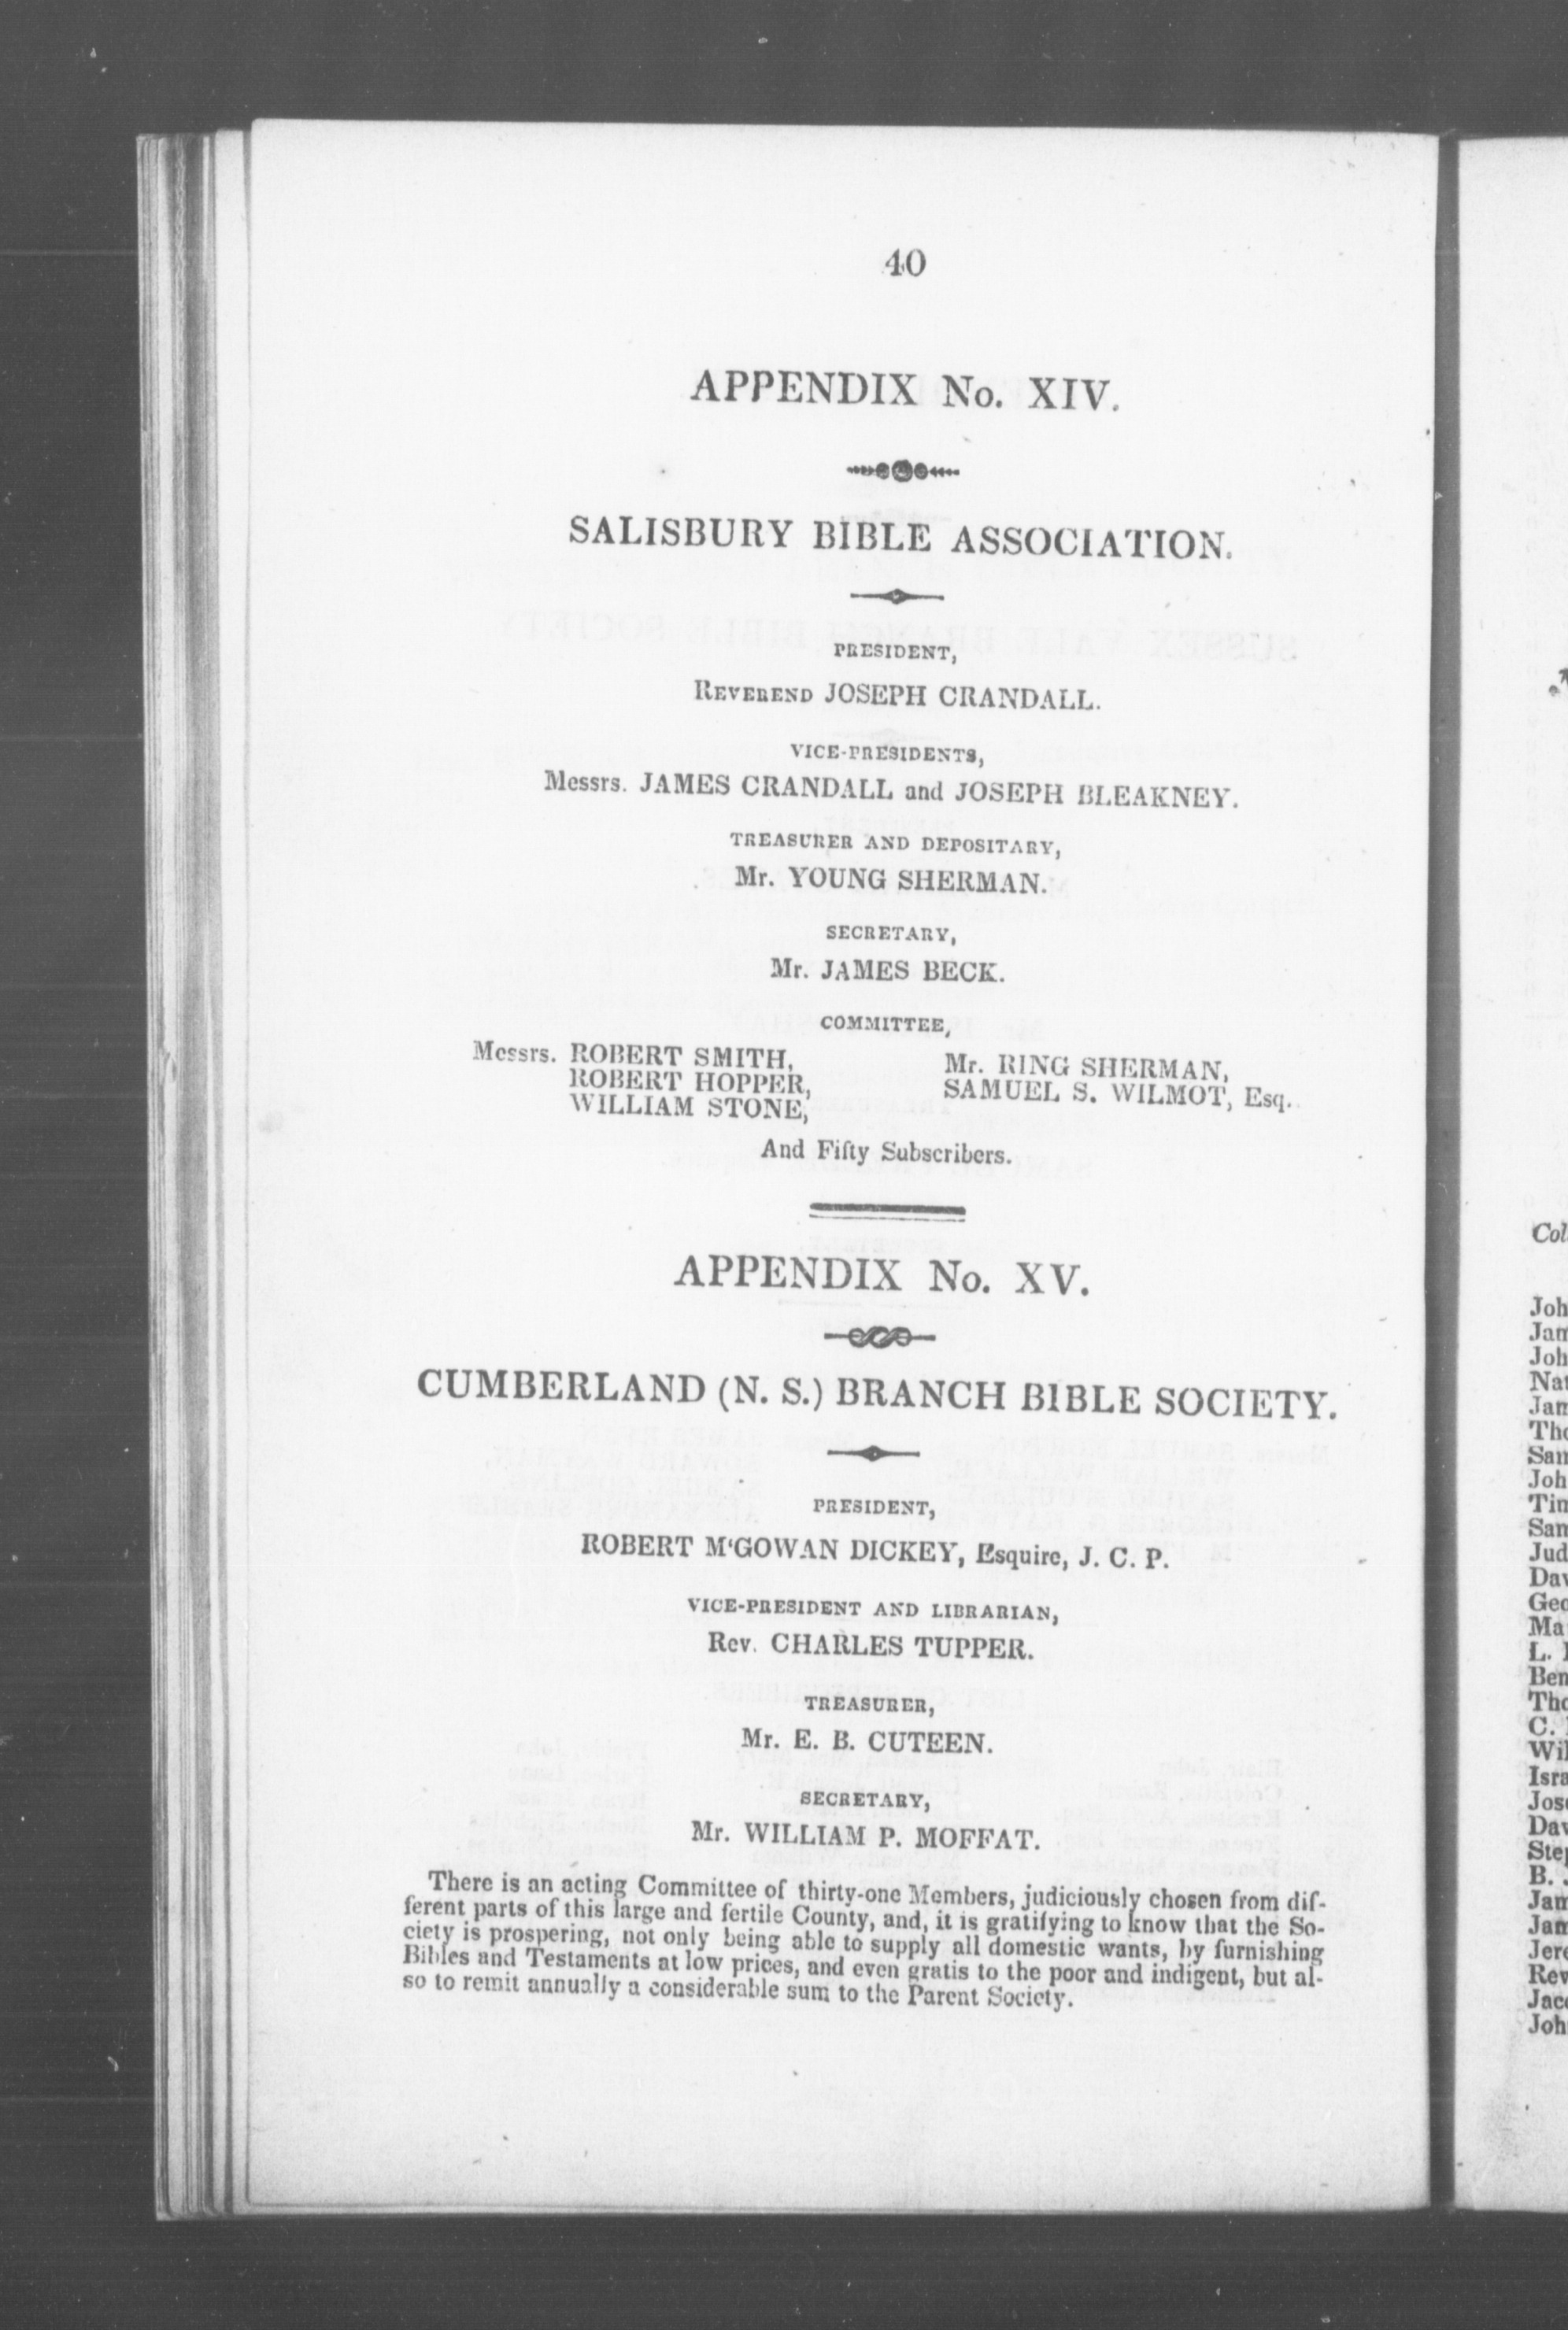 40
APPENDIX No. XIV.
SALISBURY BIBLE ASSOCIATION.
PRESIDENT,
REVEREND JOSEPH CRANDALL.
VICE-PRESIDENTS,
Messrs. JAMES CRANDALL and JOSEPH BLEAKNEY.
TREASURER AND DEPOSITARY,
Mr. YOUNG SHERMAN.
SECRETARY,
Mr. JAMES BECK.
COMMITTEE,
Messrs. ROBERT SMITH,
ROBERT HOPPER,
WILLIAM STONE,
Mr. RING SHERMAN,
SAMUEL S. WILMOT, Esq.
And Fifty Subscribers.
APPENDIX No. XV.
CUMBERLAND (N. S.) BRANCH BIBLE SOCIETY.
PRESIDENT,
ROBERT M'GOWAN DICKEY, Esquire, J. C. P.
VICE-PRESIDENT AND LIBRARIAN,
Rev. CHARLES TUPPER.
TREASURER,
Mr. E. B. CUTEEN.
SECRETARY,
Mr. WILLIAM P. MOFFAT.
There is an acting Committee of thirty-one Members, judiciously chosen from dif-
ferent parts of this large and fertile County, and, it is gratifying to know that the So-
ciety is prospering, not only being able to supply all domestic wants, by furnishing
Bibles and Testaments at low prices, and even gratis to the poor and indigent, but al-
so to remit annually a considerable sum to the Parent Society.